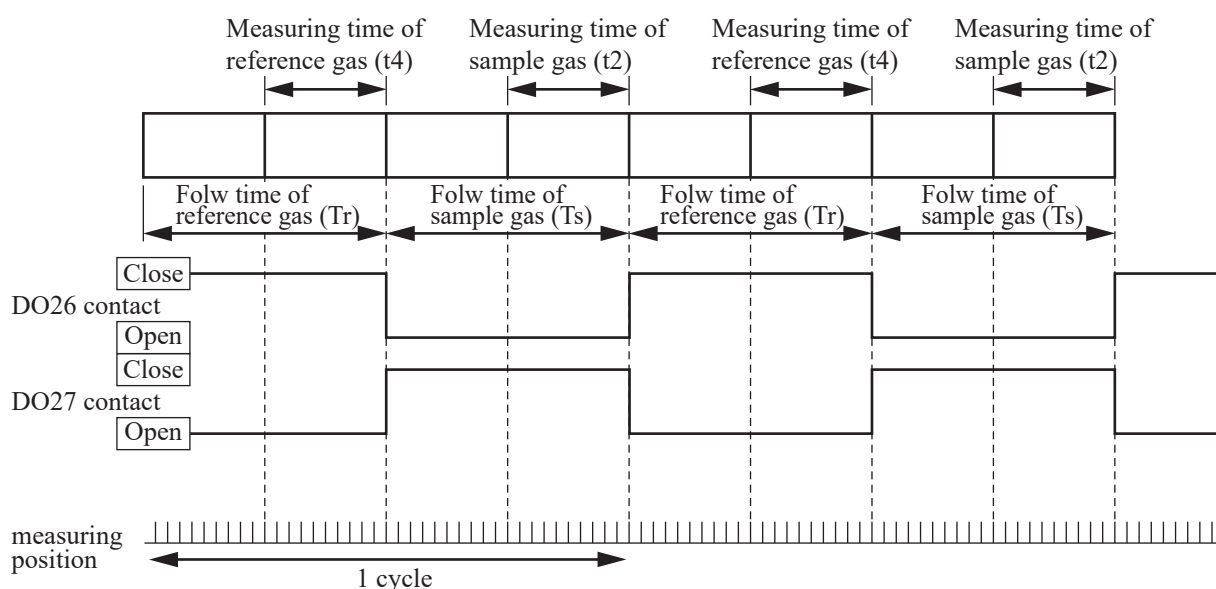 Measuring time of
reference gas (t4)
Measuring time of
sample gas (t2)
Measuring time of
reference gas (t4)
Measuring time of
sample gas (t2)
Folw time of
reference gas (Tr)
Folw time of
sample gas (Ts)
Folw time of
reference gas (Tr)
Folw time of
sample gas (Ts)
Close
DO26 contact
Open
Close
DO27 contact
Open
measuring
position
1 cycle